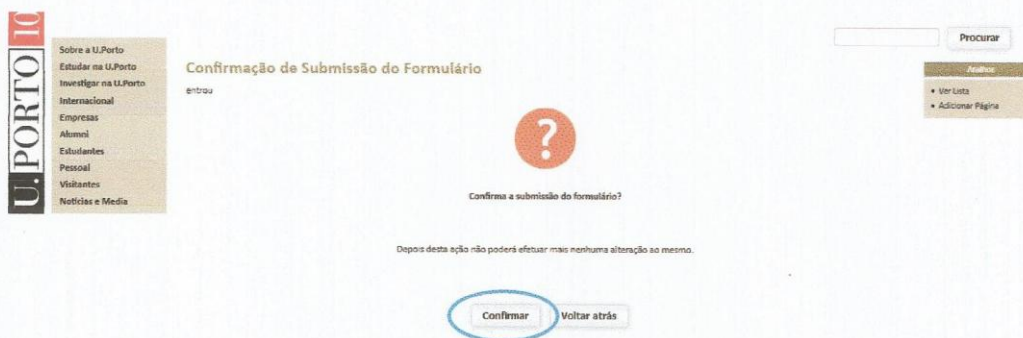 U. PORTO 10
Sobre a U.Porto
Estudar na U.Porto
Investigar na U.Porto
Internacional
Empresas
Alumni
Estudantes
Pessoal
Visitantes
Notícias e Media
Procurar
Confirmação de Submissão do Formulário
entrou
Atalhos
• Ver Lista
• Adicionar Página
?
Confirma a submissão do formulário?
Depois desta ação não poderá efetuar mais nenhuma alteração ao mesmo.
Confirmar
Voltar atrás